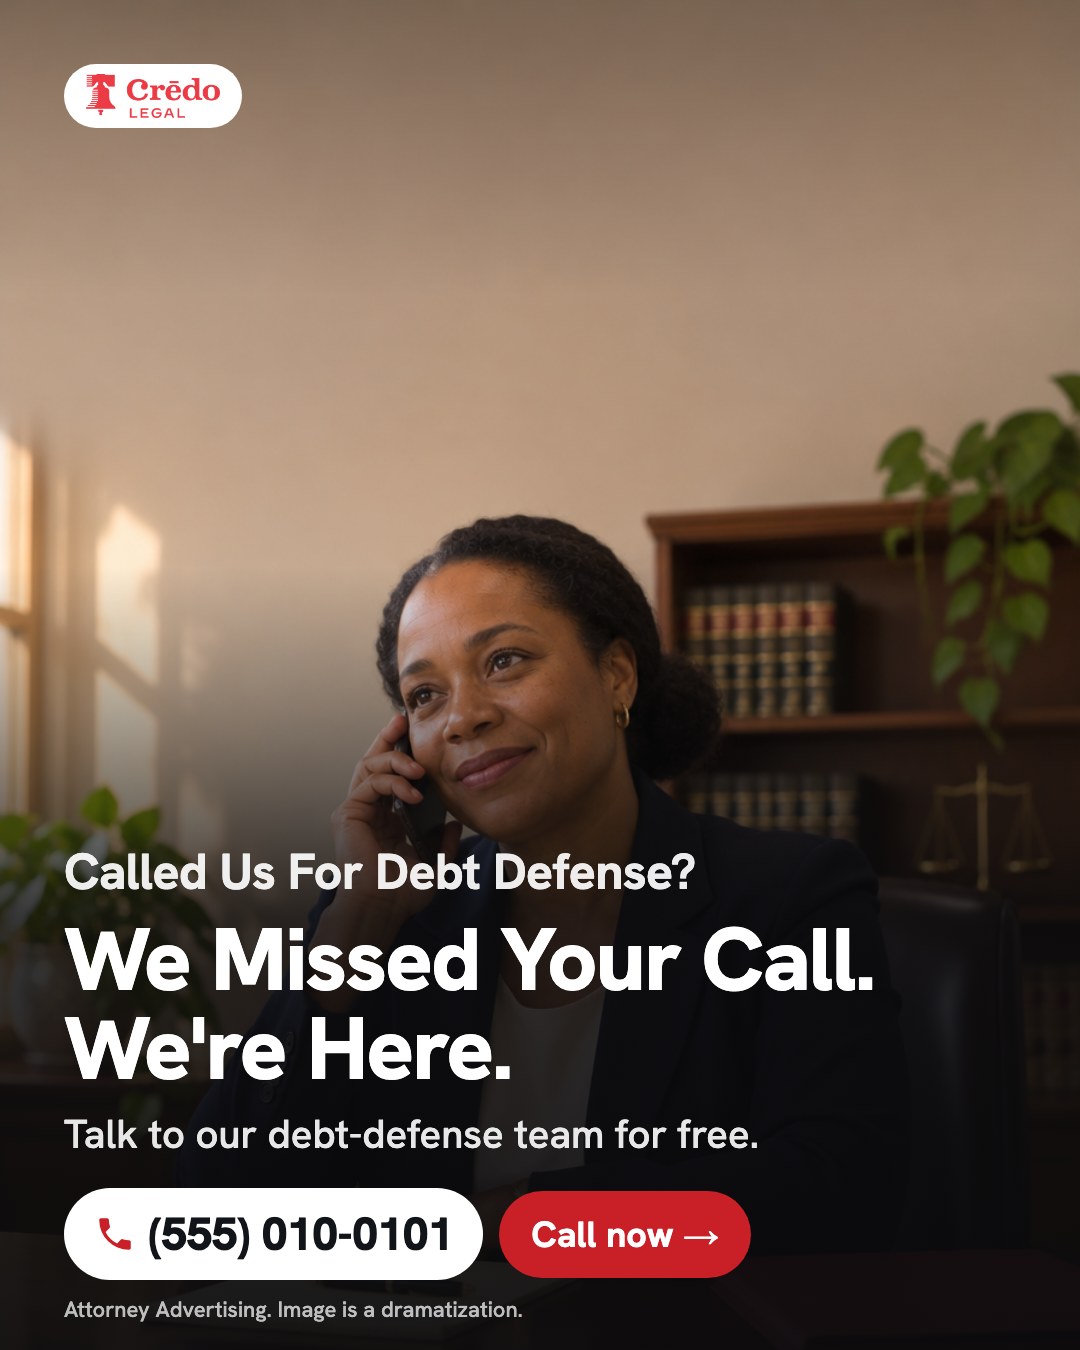 Crēdo
LEGAL
Called Us For Debt Defense?
We Missed Your Call.
We're Here.
Talk to our debt-defense team for free.
(555) 010-0101
Call now →
Attorney Advertising. Image is a dramatization.